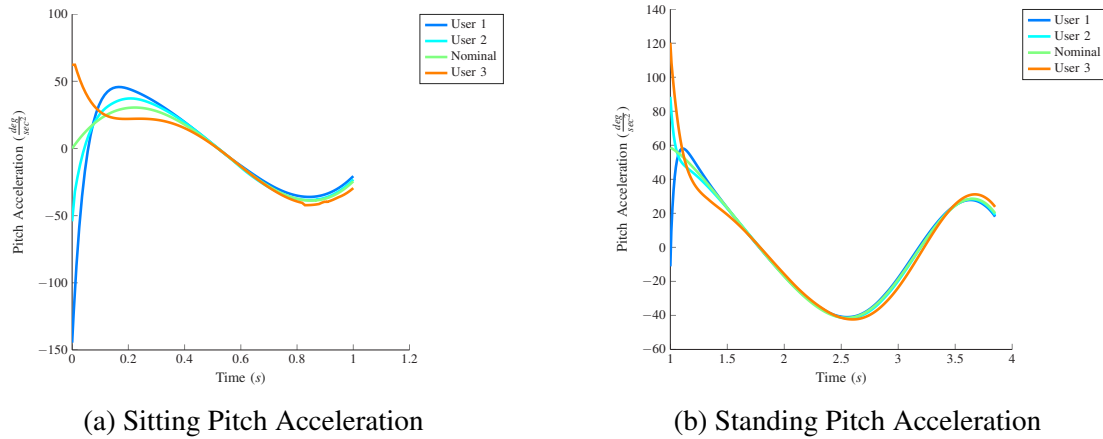 100
50
0
−50
−100
−150
0
0.2
0.4
0.6
0.8
1
1.2
Pitch Acceleration (deg/sec²)
Time (s)
User 1
User 2
Nominal
User 3
(a) Sitting Pitch Acceleration
140
120
100
80
60
40
20
0
−20
−40
−60
1
1.5
2
2.5
3
3.5
4
Pitch Acceleration (deg/sec²)
Time (s)
User 1
User 2
Nominal
User 3
(b) Standing Pitch Acceleration